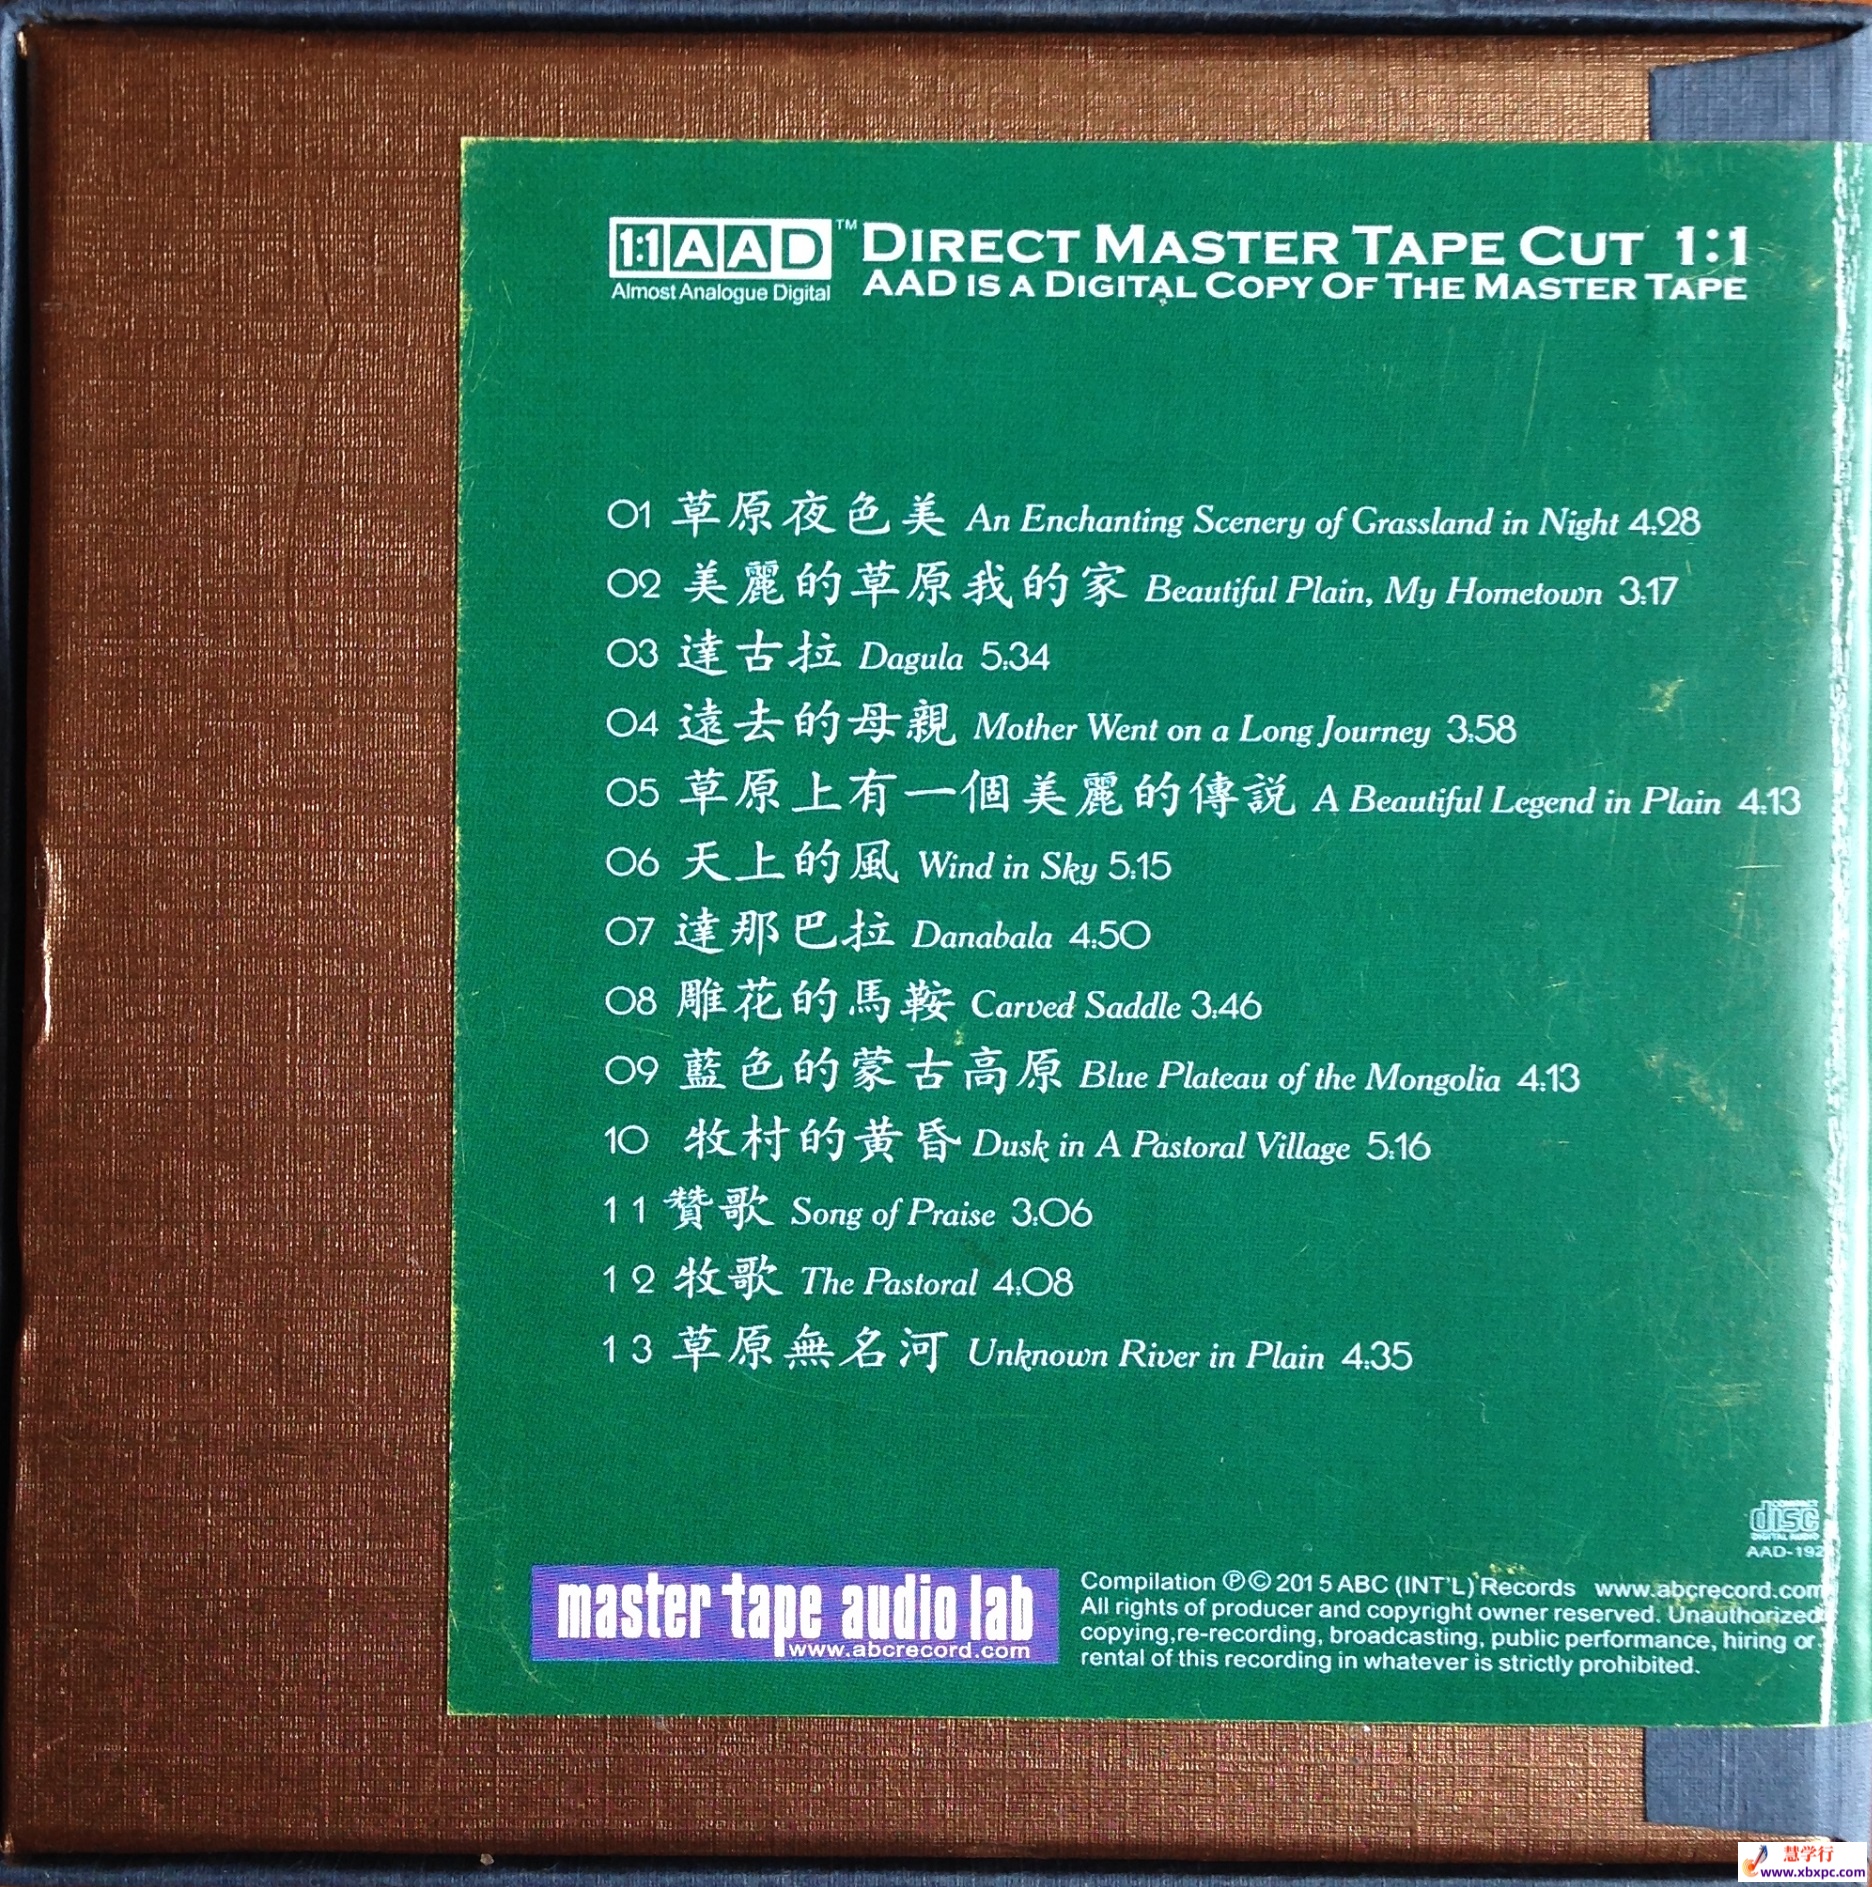 1:1 AAD™ DIRECT MASTER TAPE CUT 1:1
Almost Analogue Digital AAD IS A DIGITAL COPY OF THE MASTER TAPE
01 草原夜色美 An Enchanting Scenery of Grassland in Night 4:28
02 美麗的草原我的家 Beautiful Plain, My Hometown 3:17
03 達古拉 Dagula 5:34
04 遠去的母親 Mother Went on a Long Journey 3:58
05 草原上有一個美麗的傳説 A Beautiful Legend in Plain 4:13
06 天上的風 Wind in Sky 5:15
07 達那巴拉 Danabala 4:50
08 雕花的馬鞍 Carved Saddle 3:46
09 藍色的蒙古高原 Blue Plateau of the Mongolia 4:13
10 牧村的黄昏 Dusk in A Pastoral Village 5:16
11 贊歌 Song of Praise 3:06
12 牧歌 The Pastoral 4:08
13 草原無名河 Unknown River in Plain 4:35
COMPACT
disc
DIGITAL AUDIO
AAD-192
master tape audio lab
www.abcrecord.com
Compilation ℗© 2015 ABC (INT'L) Records www.abcrecord.com
All rights of producer and copyright owner reserved. Unauthorized
copying,re-recording, broadcasting, public performance, hiring or
rental of this recording in whatever is strictly prohibited.
慧学行
www.xbxpc.com